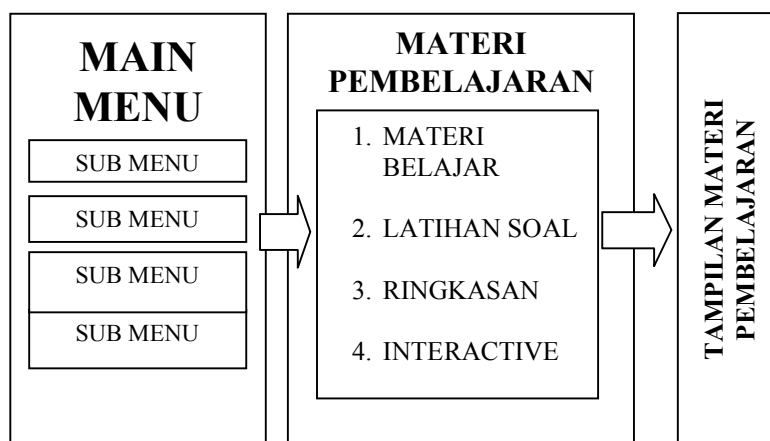 MAIN
MENU
SUB MENU
SUB MENU
SUB MENU
SUB MENU
MATERI
PEMBELAJARAN
1. MATERI
BELAJAR
2. LATIHAN SOAL
3. RINGKASAN
4. INTERACTIVE
TAMPILAN MATERI
PEMBELAJARAN